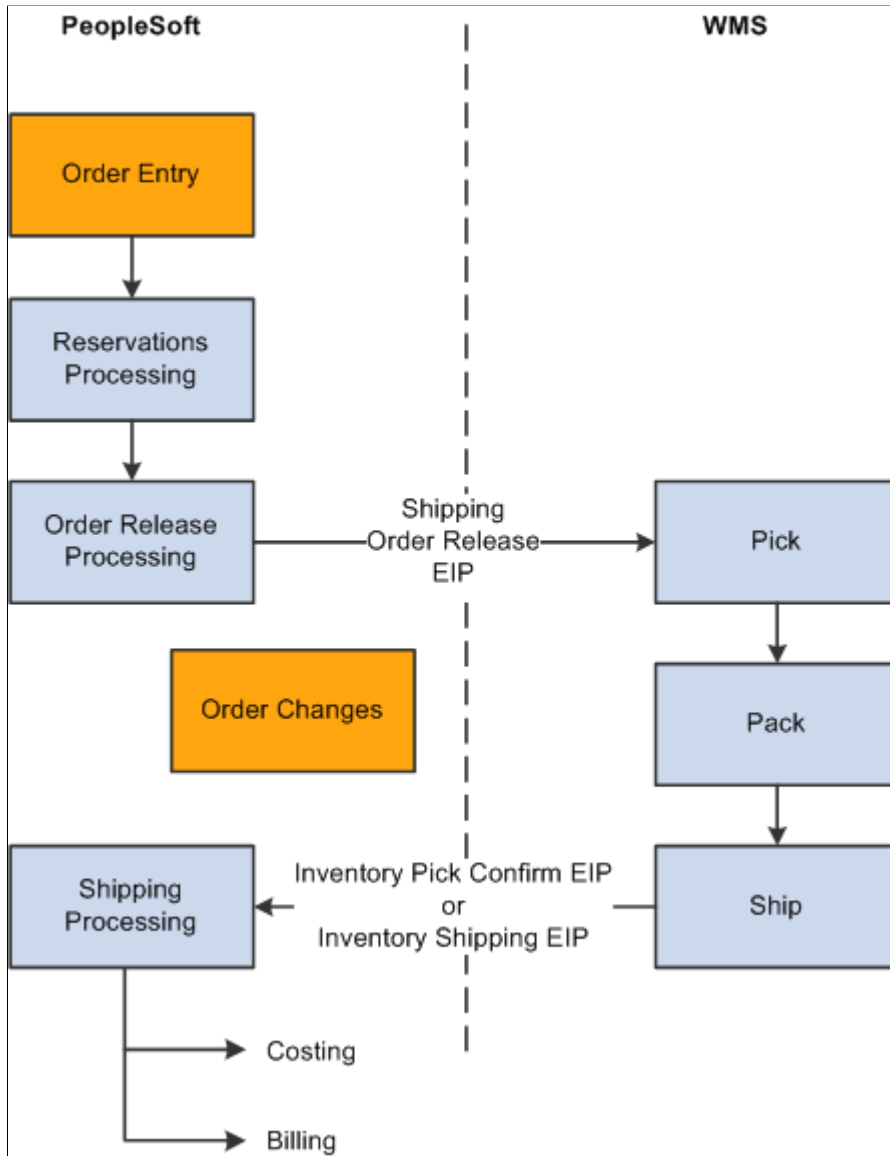 PeopleSoft
WMS
Order Entry
Reservations
Processing
Order Release
Processing
Shipping
Order Release
EIP
Pick
Order Changes
Pack
Shipping
Processing
Inventory Pick Confirm EIP
or
Inventory Shipping EIP
Ship
Costing
Billing